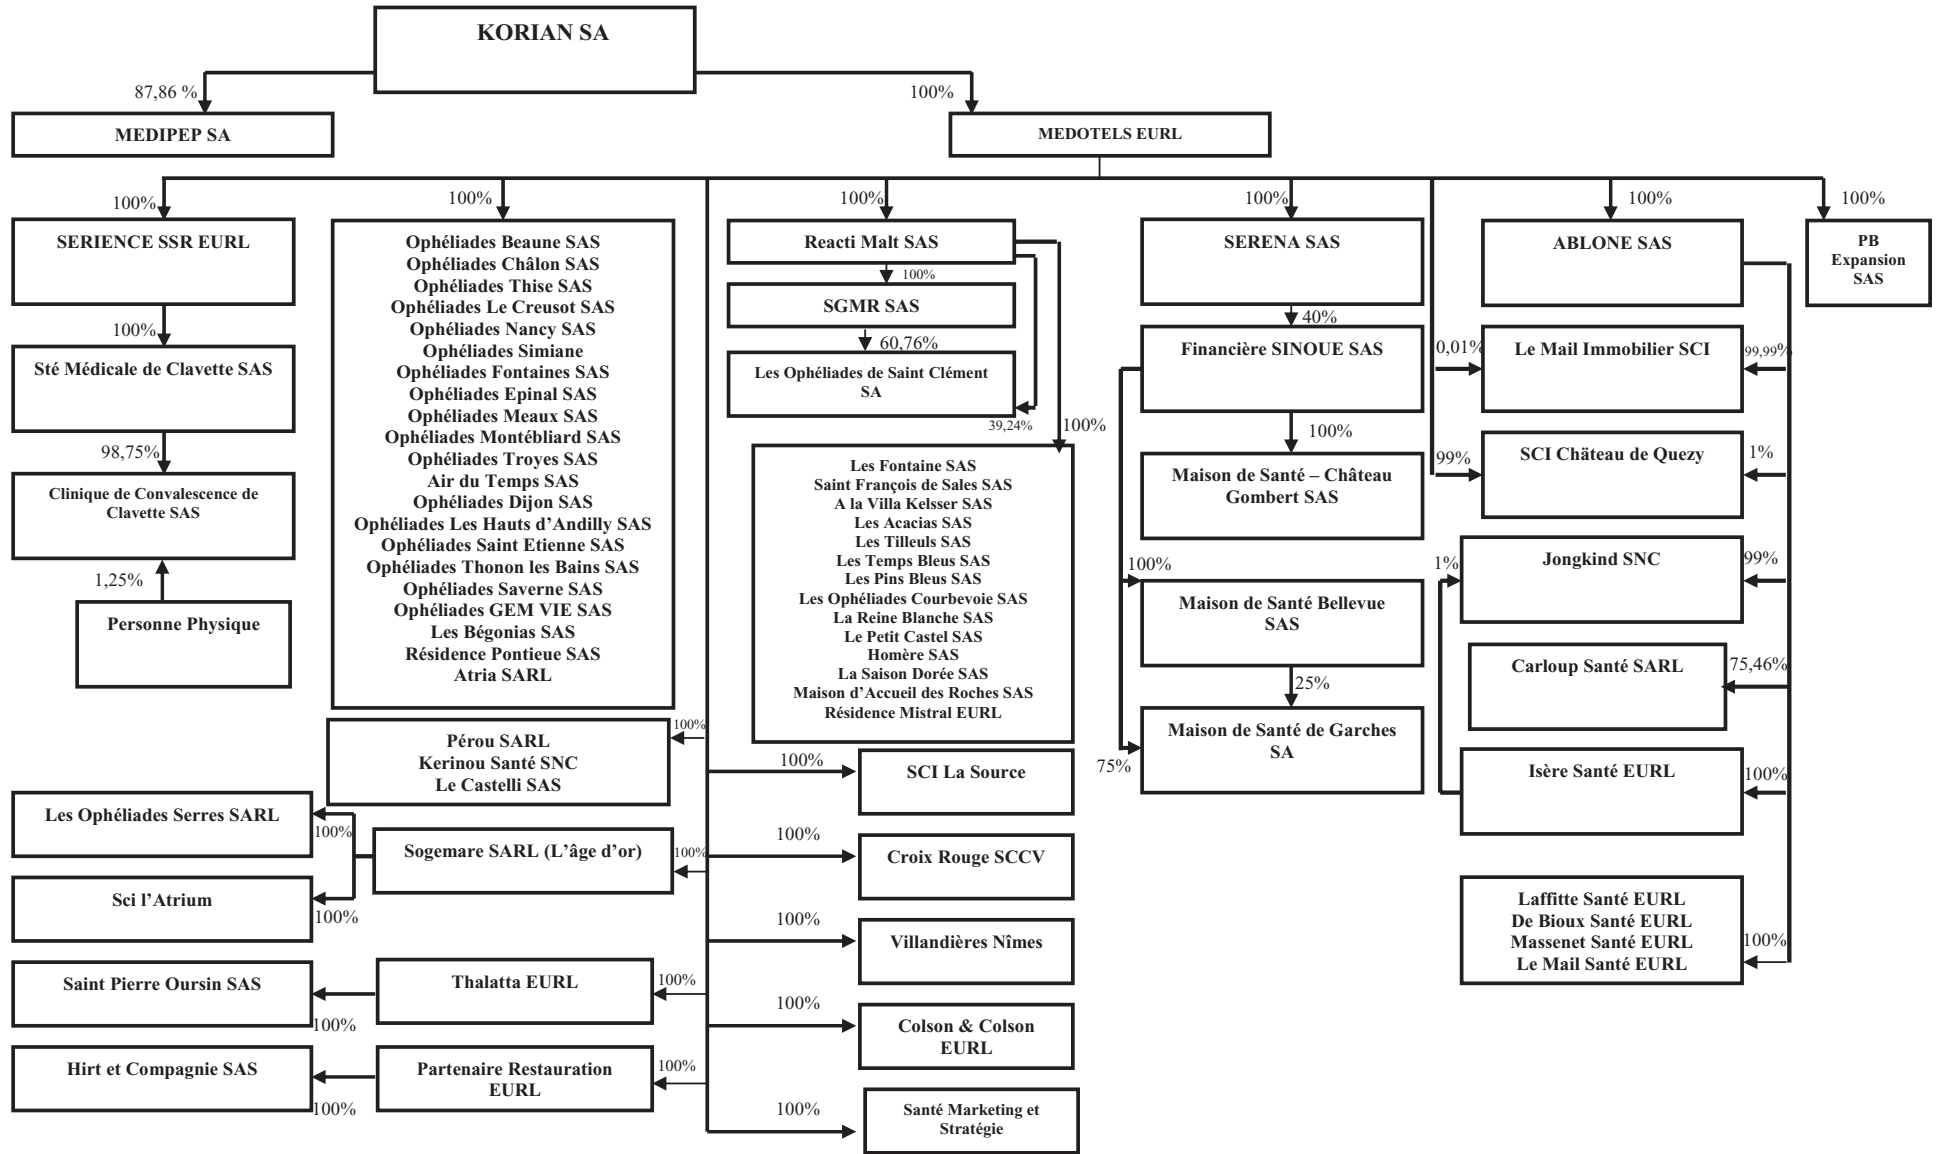 KORIAN SA
87,86 %
100%
MEDIPEP SA
MEDOTELS EURL
100%
100%
100%
100%
100%
100%
SERIENCE SSR EURL
100%
Sté Médicale de Clavette SAS
98,75%
Clinique de Convalescence de
Clavette SAS
1,25%
Personne Physique
Ophéliades Beaune SAS
Ophéliades Châlon SAS
Ophéliades Thise SAS
Ophéliades Le Creusot SAS
Ophéliades Nancy SAS
Ophéliades Simiane
Ophéliades Fontaines SAS
Ophéliades Epinal SAS
Ophéliades Meaux SAS
Ophéliades Montébliard SAS
Ophéliades Troyes SAS
Air du Temps SAS
Ophéliades Dijon SAS
Ophéliades Les Hauts d’Andilly SAS
Ophéliades Saint Etienne SAS
Ophéliades Thonon les Bains SAS
Ophéliades Saverne SAS
Ophéliades GEM VIE SAS
Les Bégonias SAS
Résidence Pontieue SAS
Atria SARL
100%
Pérou SARL
Kerinou Santé SNC
Le Castelli SAS
Les Ophéliades Serres SARL
100%
Sogemare SARL (L’âge d’or)
100%
Sci l’Atrium
100%
Saint Pierre Oursin SAS
100%
Thalatta EURL
100%
Hirt et Compagnie SAS
100%
Partenaire Restauration
EURL
100%
Reacti Malt SAS
100%
SGMR SAS
60,76%
Les Ophéliades de Saint Clément
SA
39,24%
100%
Les Fontaine SAS
Saint François de Sales SAS
A la Villa Kelsser SAS
Les Acacias SAS
Les Tilleuls SAS
Les Temps Bleus SAS
Les Pins Bleus SAS
Les Ophéliades Courbevoie SAS
La Reine Blanche SAS
Le Petit Castel SAS
Homère SAS
La Saison Dorée SAS
Maison d’Accueil des Roches SAS
Résidence Mistral EURL
100%
SCI La Source
100%
Croix Rouge SCCV
100%
Villandières Nîmes
100%
Colson & Colson
EURL
100%
Santé Marketing et
Stratégie
SERENA SAS
40%
Financière SINOUE SAS
100%
Maison de Santé – Château
Gombert SAS
100%
Maison de Santé Bellevue
SAS
25%
75%
Maison de Santé de Garches
SA
ABLONE SAS
0,01%
Le Mail Immobilier SCI
99,99%
99%
SCI Chäteau de Quezy
1%
1%
Jongkind SNC
99%
Carloup Santé SARL
75,46%
Isère Santé EURL
100%
Laffitte Santé EURL
De Bioux Santé EURL
Massenet Santé EURL
Le Mail Santé EURL
100%
PB
Expansion
SAS